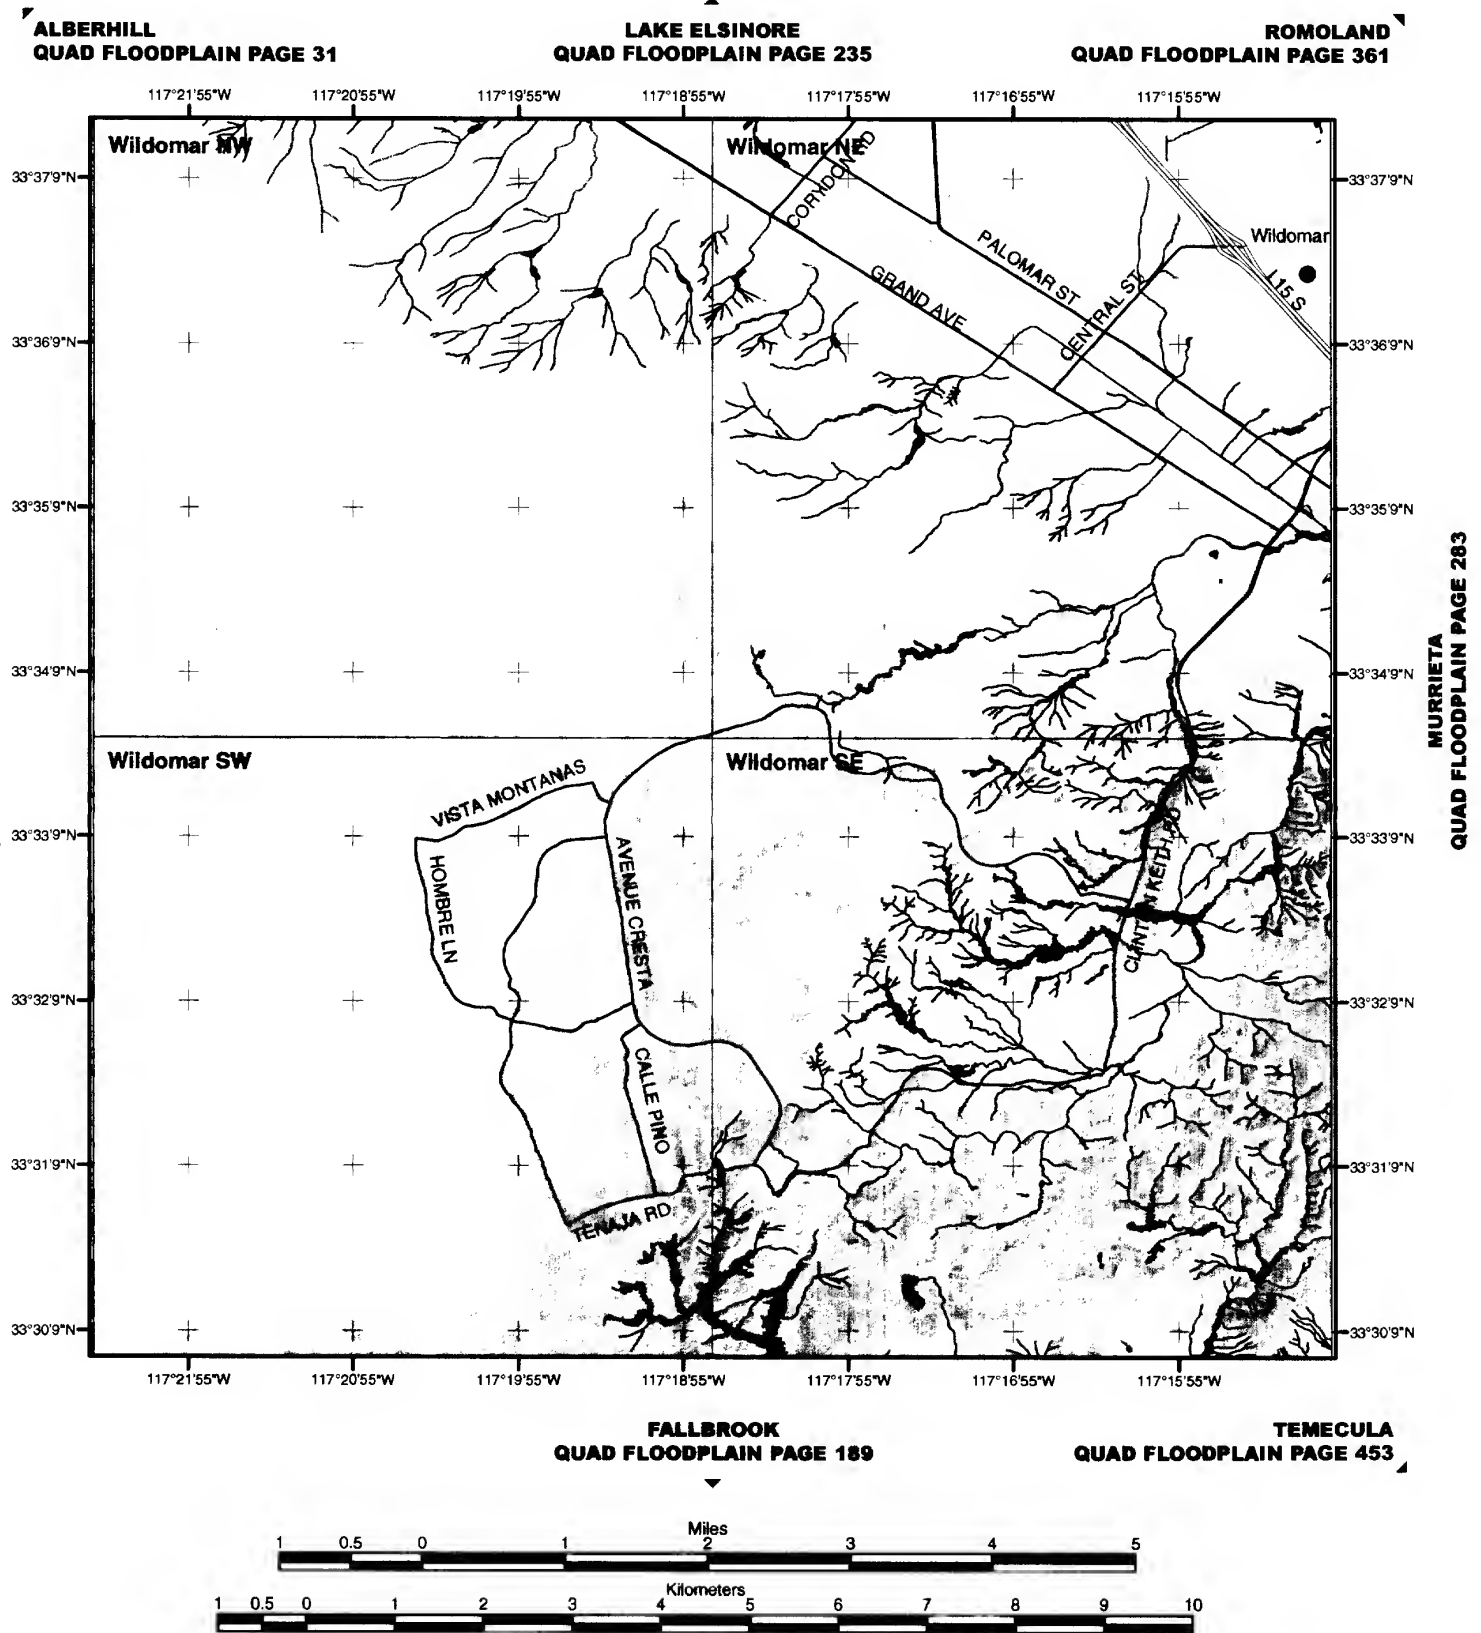 ALBERHILL
QUAD FLOODPLAIN PAGE 31
LAKE ELSINORE
QUAD FLOODPLAIN PAGE 235
ROMOLAND
QUAD FLOODPLAIN PAGE 361
117°21'55"W 117°20'55"W 117°19'55"W 117°18'55"W 117°17'55"W 117°16'55"W 117°15'55"W
Wildomar NW
Wildomar NE
33°37'9"N
33°37'9"N
CORYDON RD
PALOMAR ST
Wildomar
GRAND AVE
CENTRAL ST
I 15 S
33°36'9"N
33°36'9"N
33°35'9"N
33°35'9"N
MURRIETA
QUAD FLOODPLAIN PAGE 283
33°34'9"N
33°34'9"N
Wildomar SW
Wildomar SE
VISTA MONTANAS
33°33'9"N
33°33'9"N
HOMBRE LN
AVENUE CRESTA
CLINTON KEITH RD
33°32'9"N
33°32'9"N
CALLE PINO
33°31'9"N
33°31'9"N
TENAJA RD
33°30'9"N
33°30'9"N
117°21'55"W 117°20'55"W 117°19'55"W 117°18'55"W 117°17'55"W 117°16'55"W 117°15'55"W
FALLBROOK
QUAD FLOODPLAIN PAGE 189
TEMECULA
QUAD FLOODPLAIN PAGE 453
Miles
1 0.5 0 1 2 3 4 5
Kilometers
1 0.5 0 1 2 3 4 5 6 7 8 9 10